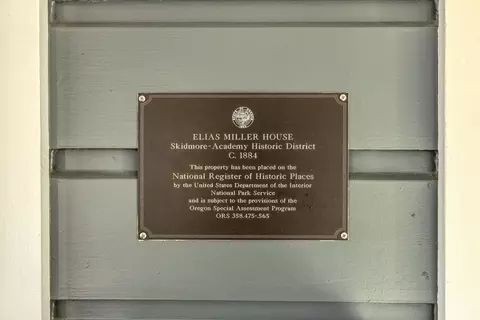 ELIAS MILLER HOUSE
Skidmore-Academy Historic District
C. 1884
This property has been placed on the
National Register of Historic Places
by the United States Department of the Interior
National Park Service
and is subject to the provisions of the
Oregon Special Assessment Program
ORS 358.475-.565